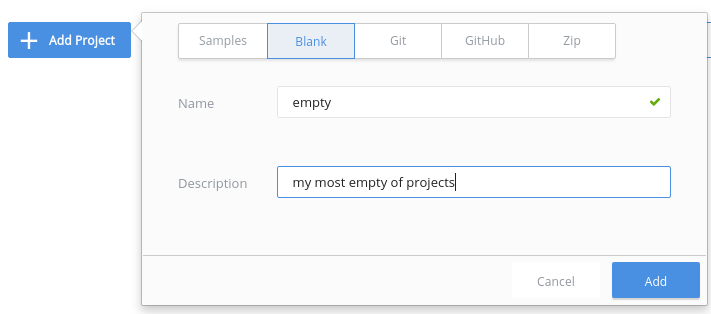 Add Project
Samples Blank Git GitHub Zip
Name empty
Description my most empty of projects
Cancel Add